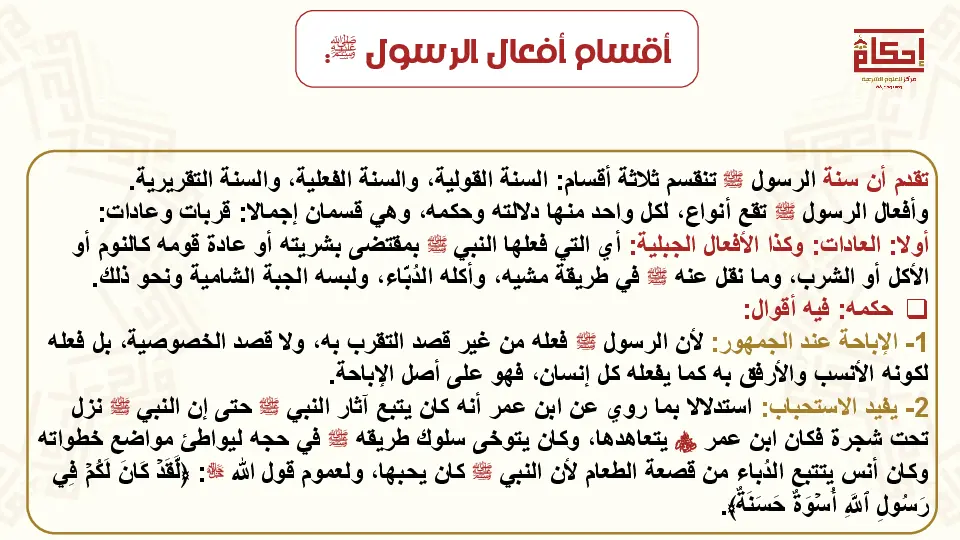 أقسام أفعال الرسول ﷺ:
إحكام
مركز للعلوم الشرعية
تقدم أن سنة الرسول ﷺ تنقسم ثلاثة أقسام: السنة القولية، والسنة الفعلية، والسنة التقريرية.
وأفعال الرسول ﷺ تقع أنواع، لكل واحد منها دلالته وحكمه، وهي قسمان إجمالا: قربات وعادات:
أولا: العادات: وكذا الأفعال الجبلية: أي التي فعلها النبي ﷺ بمقتضى بشريته أو عادة قومه كالنوم أو
الأكل أو الشرب، وما نقل عنه ﷺ في طريقة مشيه، وأكله الدُبّاء، ولبسه الجبة الشامية ونحو ذلك.
❑ حكمه: فيه أقوال:
1- الإباحة عند الجمهور: لأن الرسول ﷺ فعله من غير قصد التقرب به، ولا قصد الخصوصية، بل فعله
لكونه الأنسب والأرفق به كما يفعله كل إنسان، فهو على أصل الإباحة.
2- يفيد الاستحباب: استدلالا بما روي عن ابن عمر أنه كان يتبع آثار النبي ﷺ حتى إن النبي ﷺ نزل
تحت شجرة فكان ابن عمر يتعاهدها، وكان يتوخى سلوك طريقه ﷺ في حجه ليواطئ مواضع خطواته
وكان أنس يتتبع الدُباء من قصعة الطعام لأن النبي ﷺ كان يحبها، ولعموم قول الله ﷻ: ﴿لَّقَدۡ كَانَ لَكُمۡ فِي
رَسُولِ ٱللَّهِ أُسۡوَةٌ حَسَنَةٌ﴾.